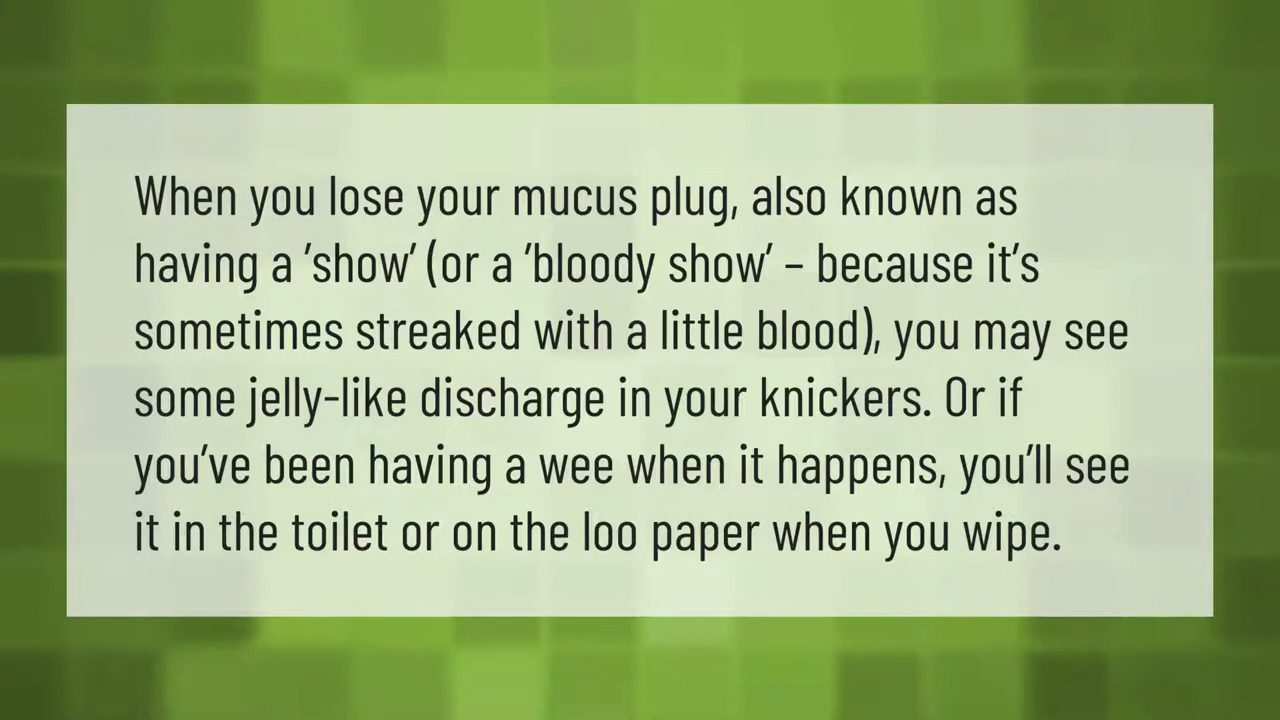 When you lose your mucus plug, also known as
having a 'show' (or a 'bloody show' – because it's
sometimes streaked with a little blood), you may see
some jelly-like discharge in your knickers. Or if
you've been having a wee when it happens, you'll see
it in the toilet or on the loo paper when you wipe.